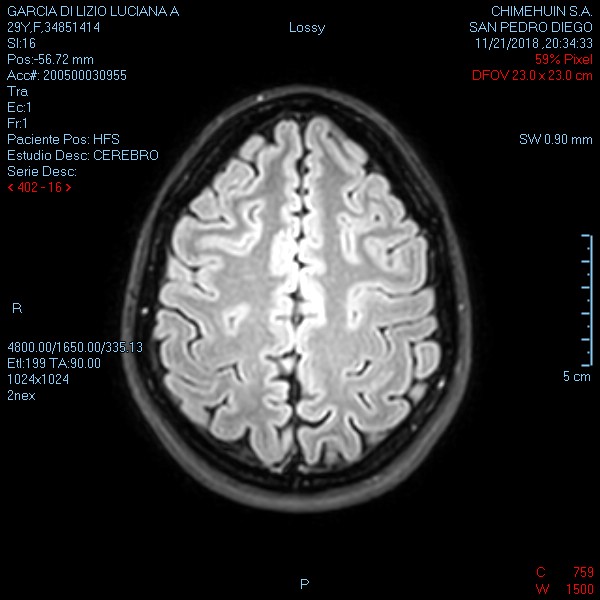 GARCIA DI LIZIO LUCIANA A
29Y,F,34851414
Sl:16
Pos:-56.72 mm
Acc#: 200500030955
Tra
Ec:1
Fr:1
Paciente Pos: HFS
Estudio Desc: CEREBRO
Serie Desc:
< 402 - 16 >
Lossy
CHIMEHUIN S.A.
SAN PEDRO DIEGO
11/21/2018 ,20:34:33
59% Pixel
DFOV 23.0 x 23.0 cm
SW 0.90 mm
R
4800.00/1650.00/335.13
Etl:199 TA:90.00
1024x1024
2nex
5 cm
P
C 759
W 1500